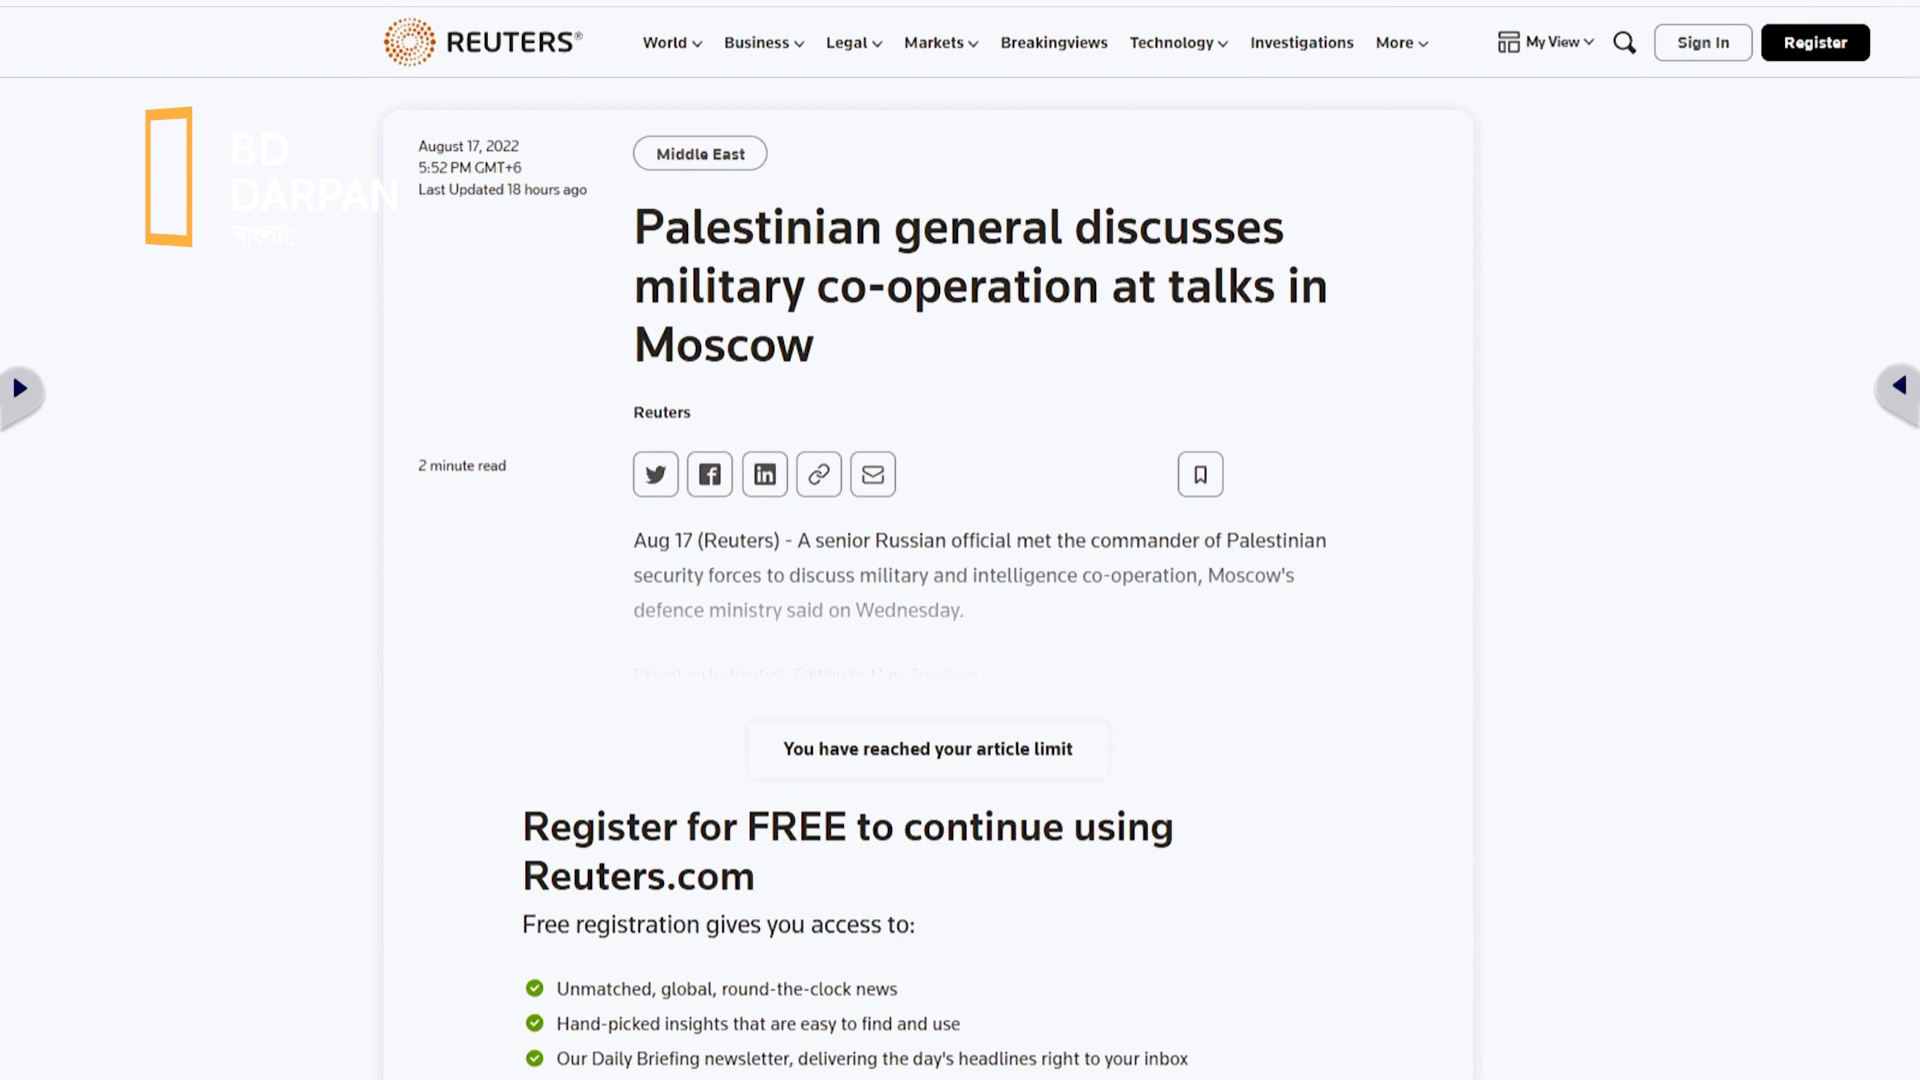 REUTERS®
World
Business
Legal
Markets
Breakingviews
Technology
Investigations
More
My View
Sign In
Register
BD
DARPAN
August 17, 2022
5:52 PM GMT+6
Last Updated 18 hours ago
Middle East
Palestinian general discusses
military co-operation at talks in
Moscow
Reuters
2 minute read
Aug 17 (Reuters) - A senior Russian official met the commander of Palestinian
security forces to discuss military and intelligence co-operation, Moscow's
defence ministry said on Wednesday.
You have reached your article limit
Register for FREE to continue using
Reuters.com
Free registration gives you access to:
Unmatched, global, round-the-clock news
Hand-picked insights that are easy to find and use
Our Daily Briefing newsletter, delivering the day's headlines right to your inbox